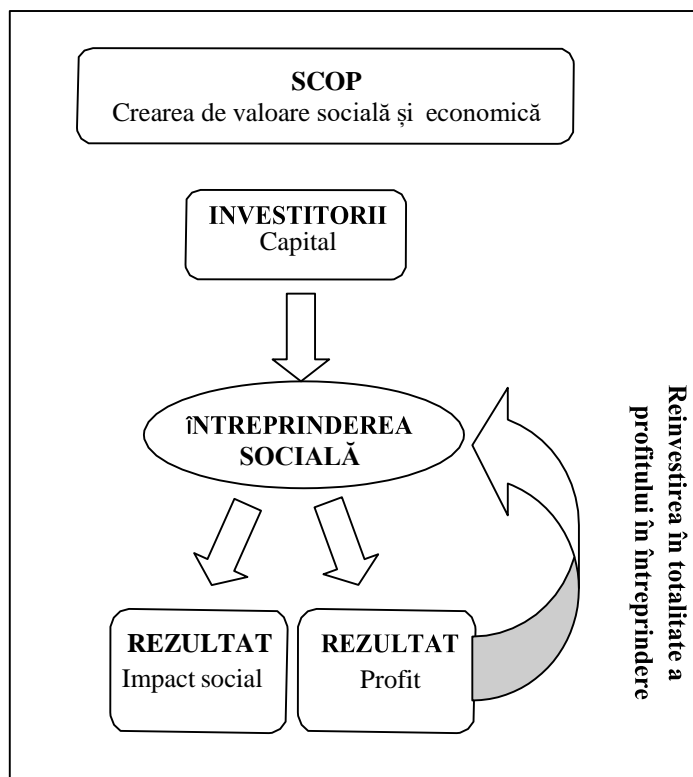 SCOP
Crearea de valoare socială și economică
INVESTITORII
Capital
ÎNTREPRINDEREA
SOCIALĂ
REZULTAT
Impact social
REZULTAT
Profit
Reinvestirea în totalitate a
profitului în întreprindere